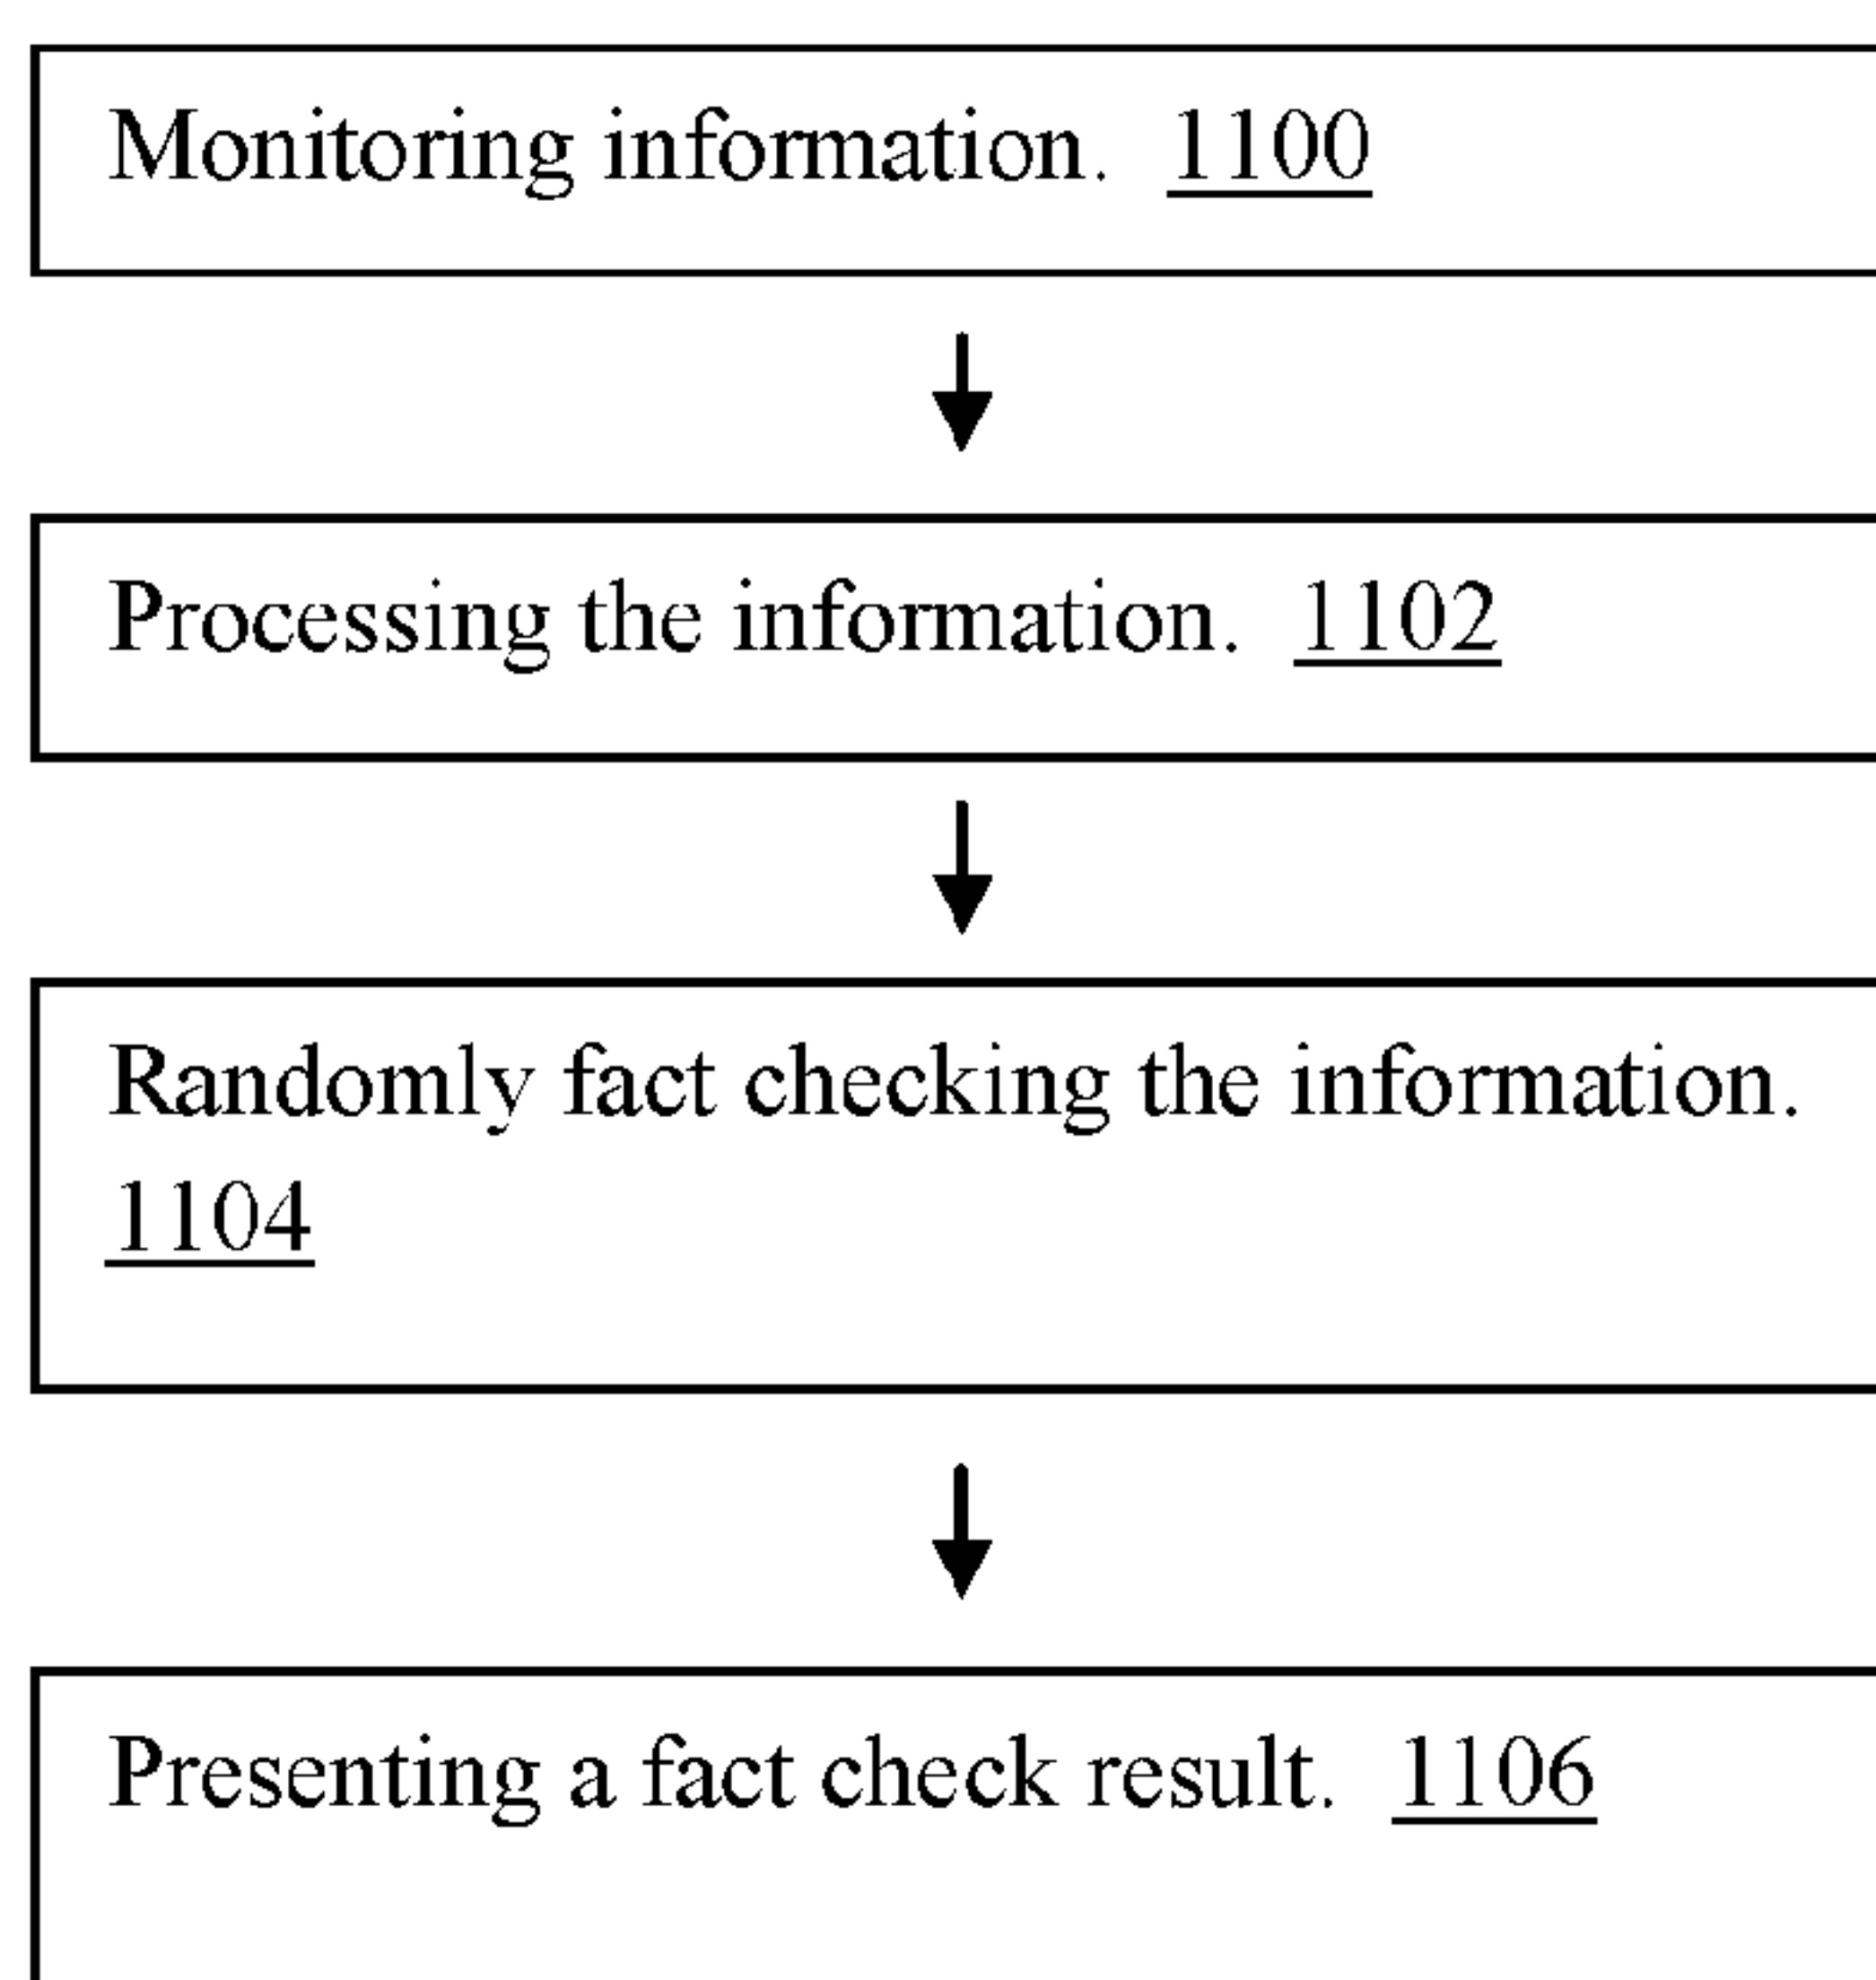 Monitoring information. 1100
Processing the information. 1102
Randomly fact checking the information.
1104
Presenting a fact check result. 1106